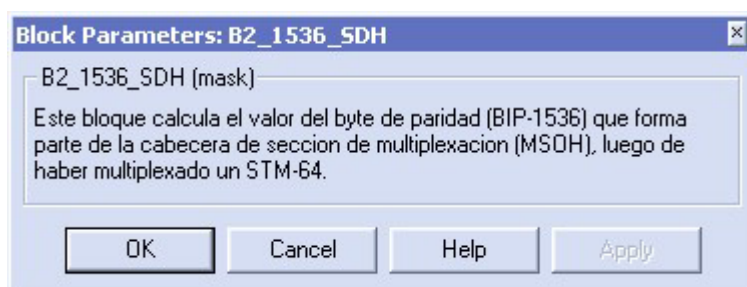 Block Parameters: B2_1536_SDH
B2_1536_SDH (mask)
Este bloque calcula el valor del byte de paridad (BIP-1536) que forma
parte de la cabecera de seccion de multiplexacion (MSOH), luego de
haber multiplexado un STM-64.
OK Cancel Help Apply